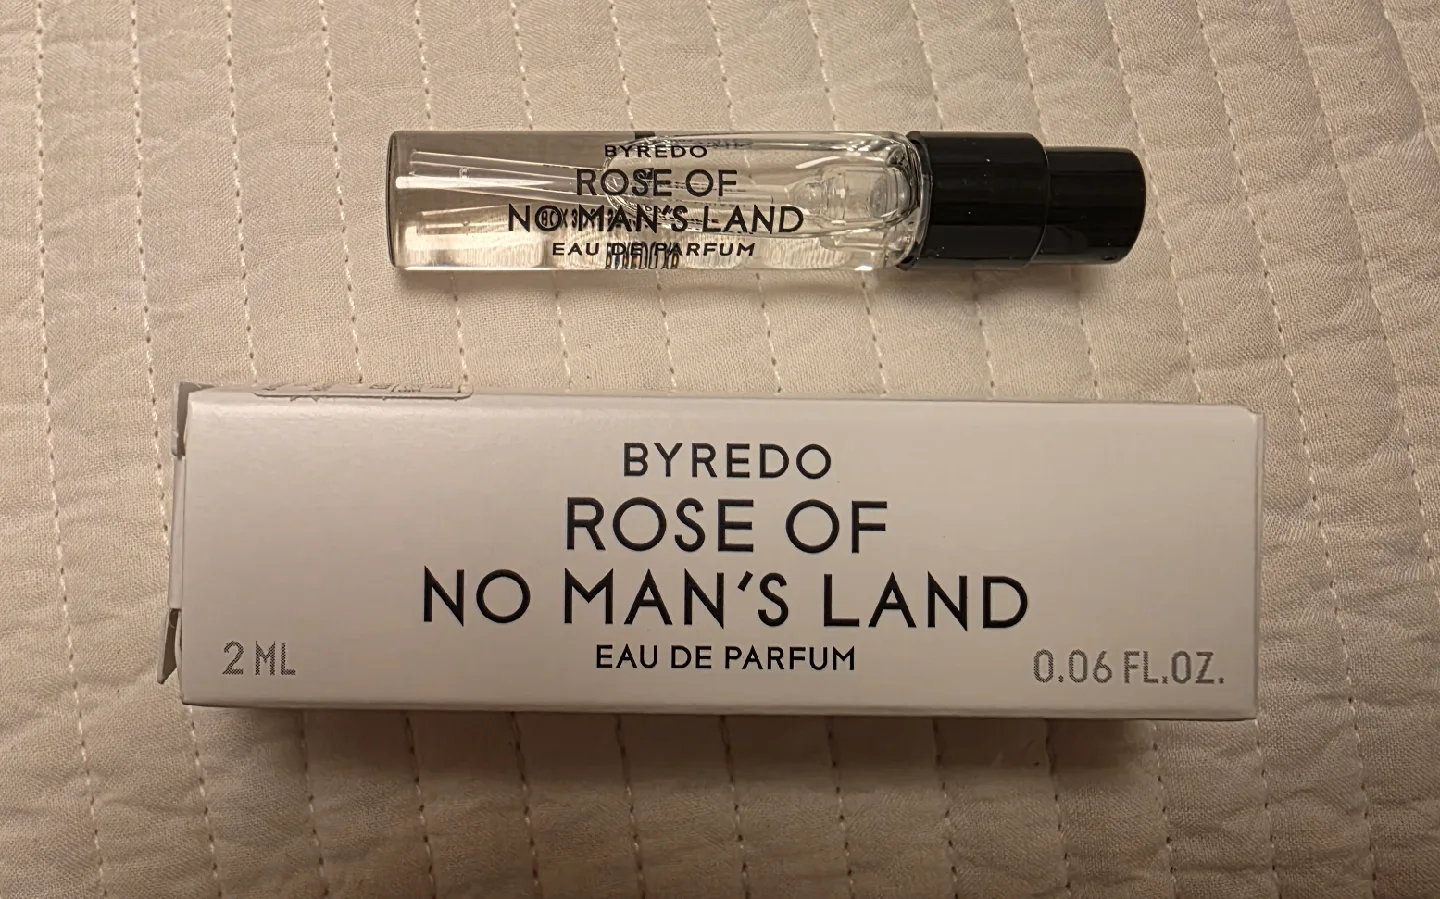 BYREDO
ROSE OF
NO MAN'S LAND
EAU DE PARFUM
BYREDO
ROSE OF
NO MAN'S LAND
EAU DE PARFUM
2 ML
0.06 FL.OZ.